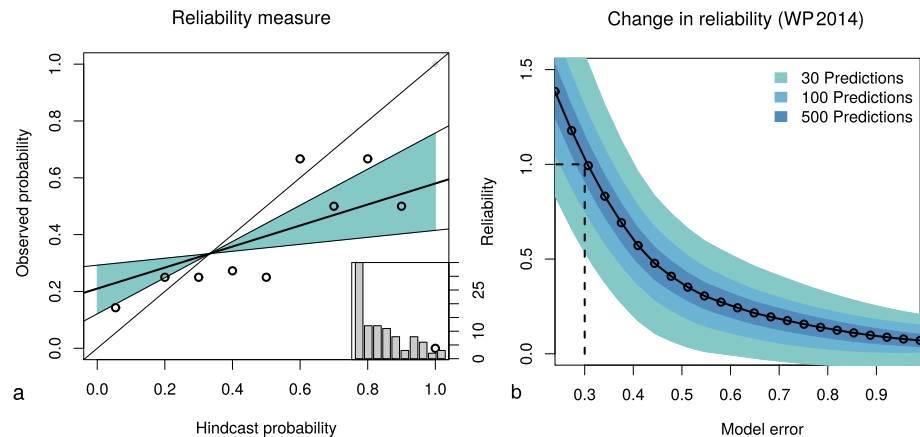 Reliability measure
Observed probability
1.0
0.8
0.6
0.4
0.2
0.0
25
10
0
0.0 0.2 0.4 0.6 0.8 1.0
Hindcast probability
a
Change in reliability (WP2014)
Reliability
1.5
1.0
0.5
0.0
30 Predictions
100 Predictions
500 Predictions
0.3 0.4 0.5 0.6 0.7 0.8 0.9
Model error
b